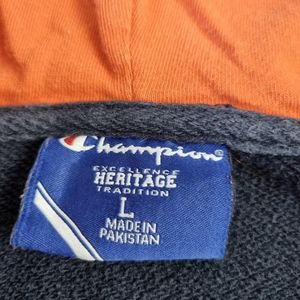 Champion
EXCELLENCE
HERITAGE
TRADITION
L
MADE IN
PAKISTAN